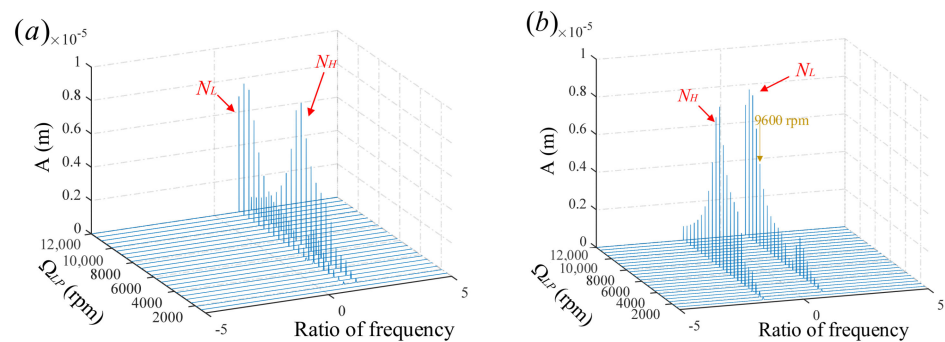 (a)
×10⁻⁵
1
0.8
0.6
0.4
0.2
0
A (m)
N_L
N_H
12,000
10,000
8000
6000
4000
2000
Ω_LP (rpm)
-5
0
5
Ratio of frequency
(b)
×10⁻⁵
1
0.8
0.6
0.4
0.2
0
A (m)
N_H
N_L
9600 rpm
12,000
10,000
8000
6000
4000
2000
Ω_LP (rpm)
-5
0
5
Ratio of frequency